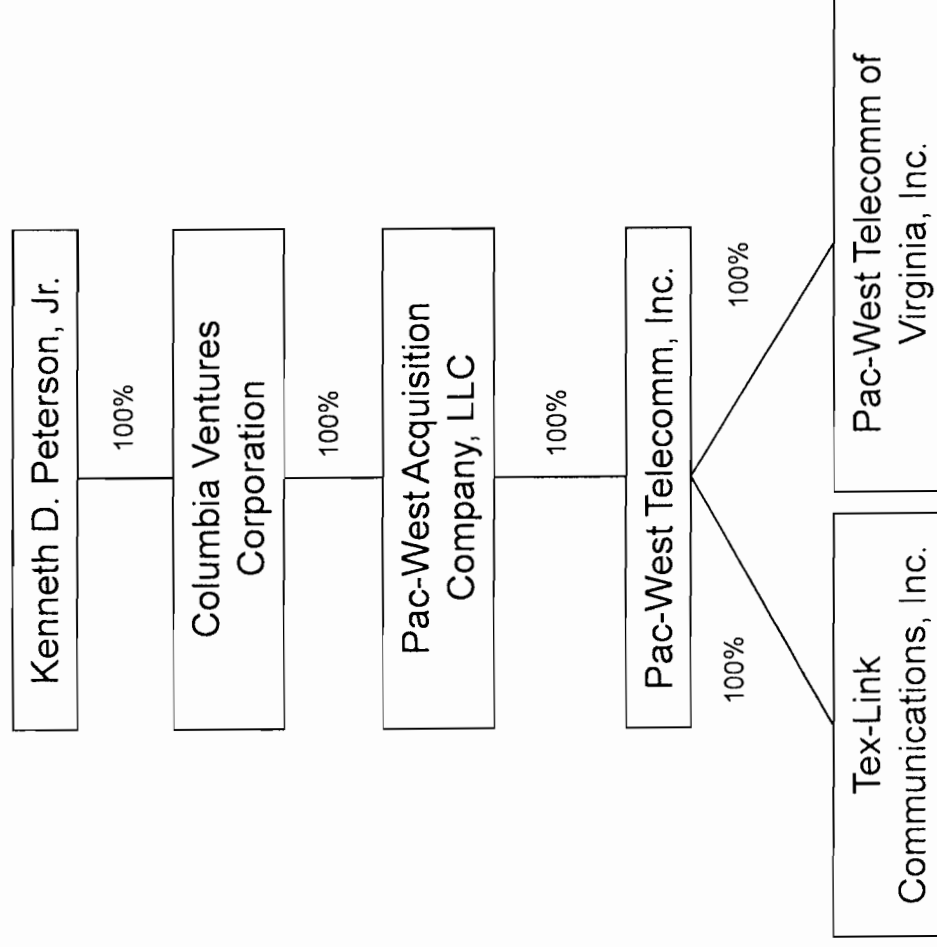 Kenneth D. Peterson, Jr.
100%
Columbia Ventures
Corporation
100%
Pac-West Acquisition
Company, LLC
100%
Pac-West Telecomm, Inc.
100%
100%
Tex-Link
Communications, Inc.
Pac-West Telecomm of
Virginia, Inc.